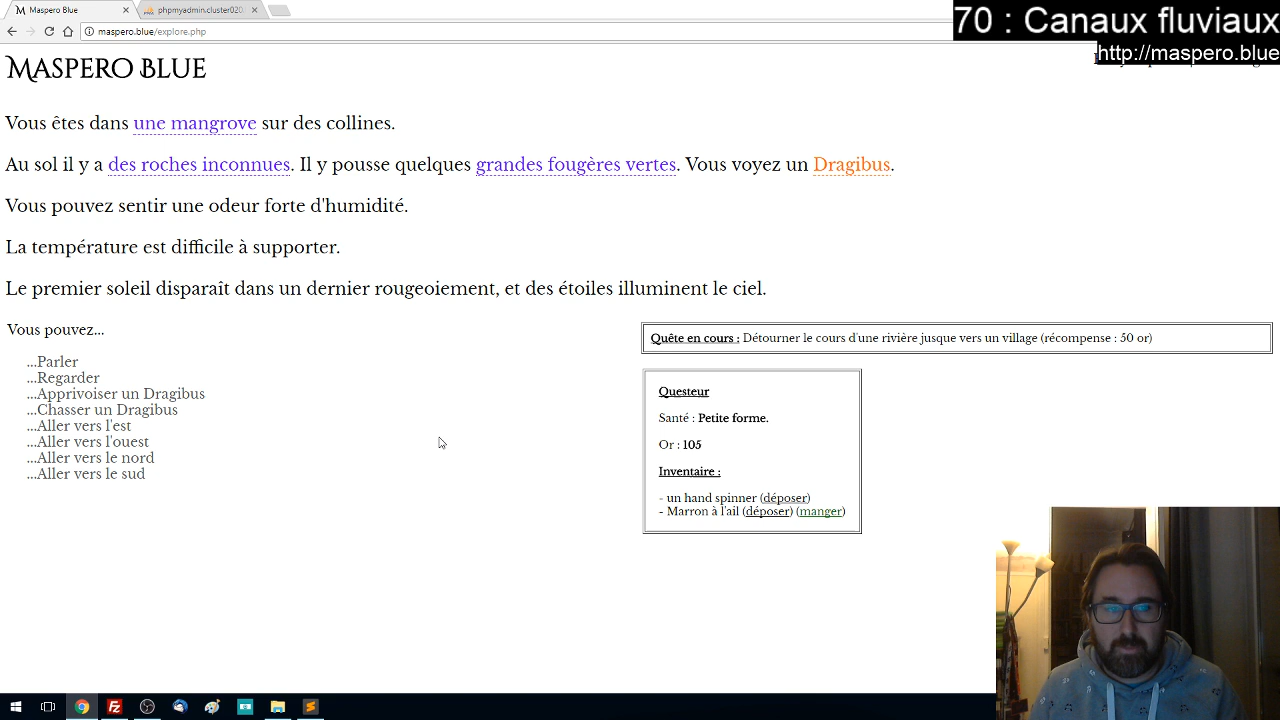 Maspero Blue
phpmyadmin.cluster020
maspero.blue/explore.php
70 : Canaux fluviaux
http://maspero.blue
Maspero Blue
Vous êtes dans une mangrove sur des collines.
Au sol il y a des roches inconnues. Il y pousse quelques grandes fougères vertes. Vous voyez un Dragibus.
Vous pouvez sentir une odeur forte d'humidité.
La température est difficile à supporter.
Le premier soleil disparaît dans un dernier rougeoiement, et des étoiles illuminent le ciel.
Vous pouvez...
...Parler
...Regarder
...Apprivoiser un Dragibus
...Chasser un Dragibus
...Aller vers l'est
...Aller vers l'ouest
...Aller vers le nord
...Aller vers le sud
Quête en cours : Détourner le cours d'une rivière jusque vers un village (récompense : 50 or)
Questeur
Santé : Petite forme.
Or : 105
Inventaire :
- un hand spinner (déposer)
- Marron à l'ail (déposer) (manger)